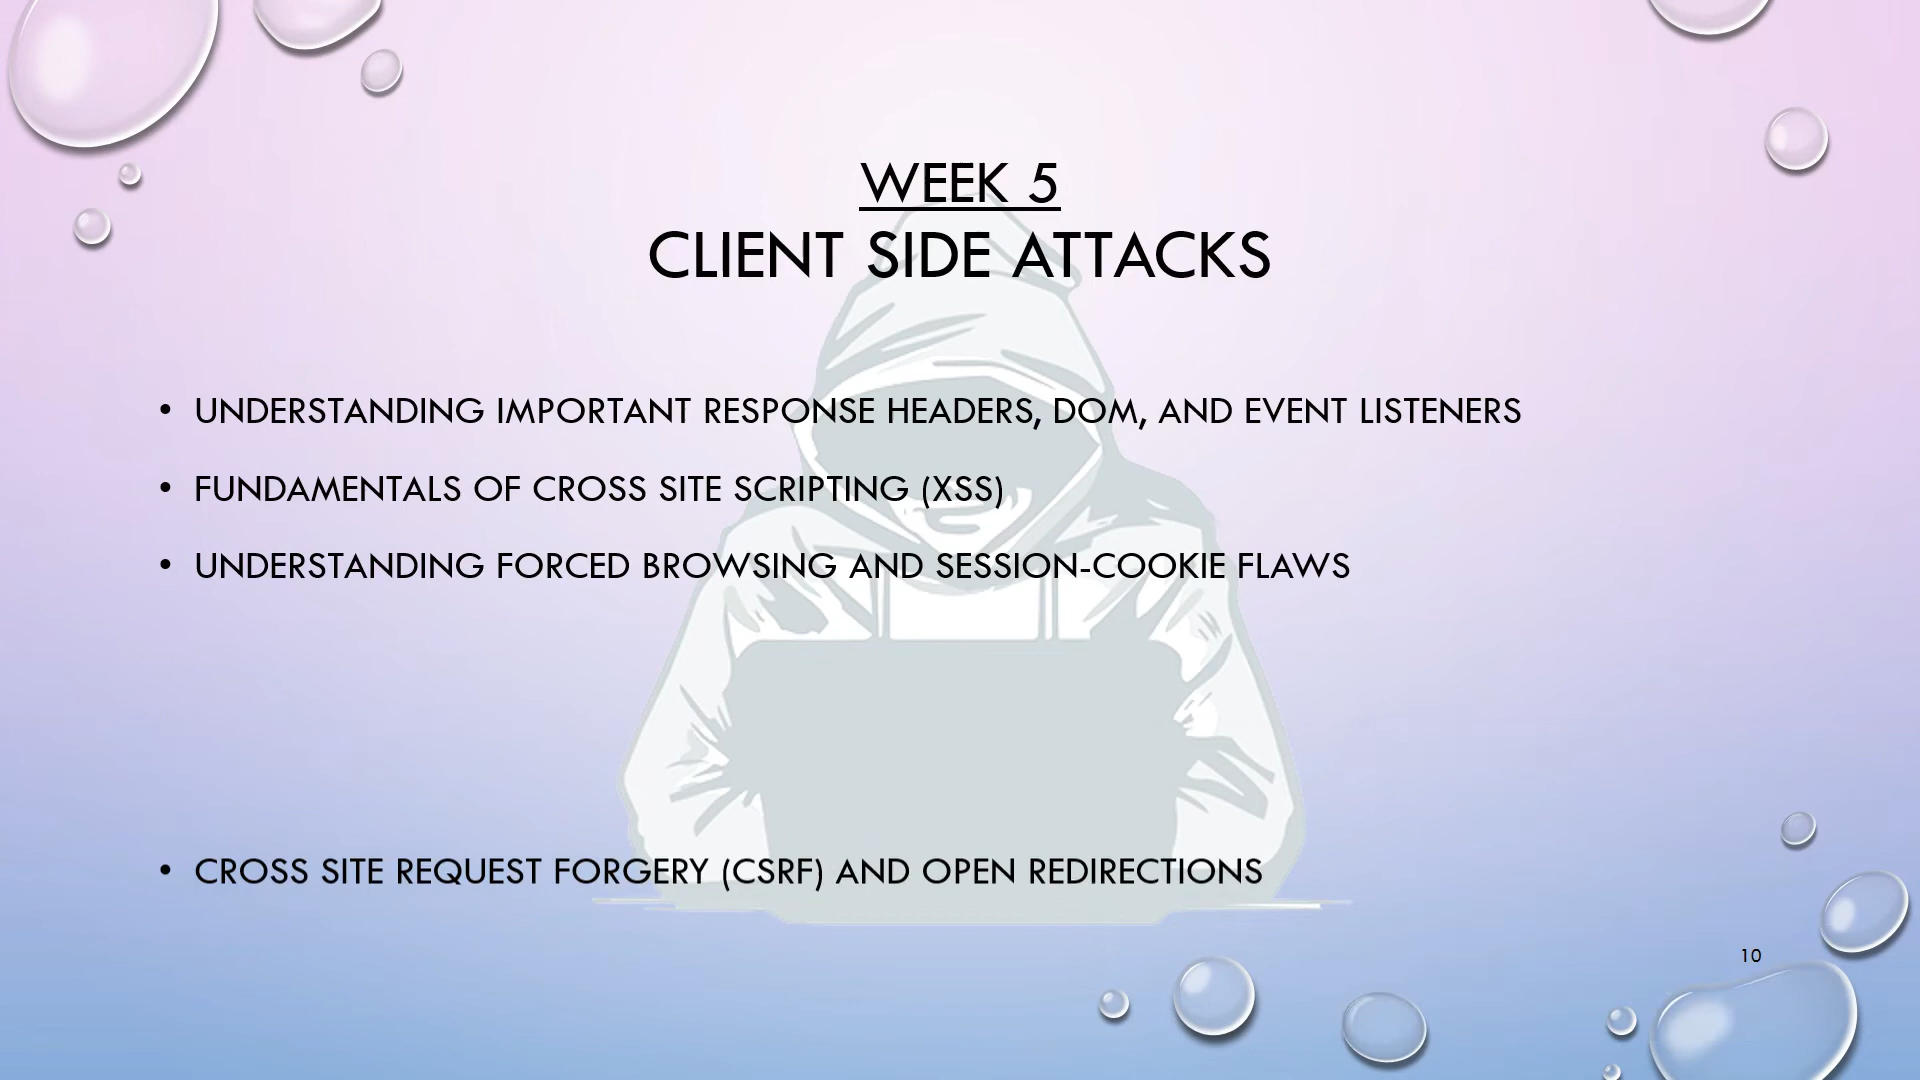 WEEK 5
CLIENT SIDE ATTACKS
• UNDERSTANDING IMPORTANT RESPONSE HEADERS, DOM, AND EVENT LISTENERS
• FUNDAMENTALS OF CROSS SITE SCRIPTING (XSS)
• UNDERSTANDING FORCED BROWSING AND SESSION-COOKIE FLAWS
• CROSS SITE REQUEST FORGERY (CSRF) AND OPEN REDIRECTIONS
10